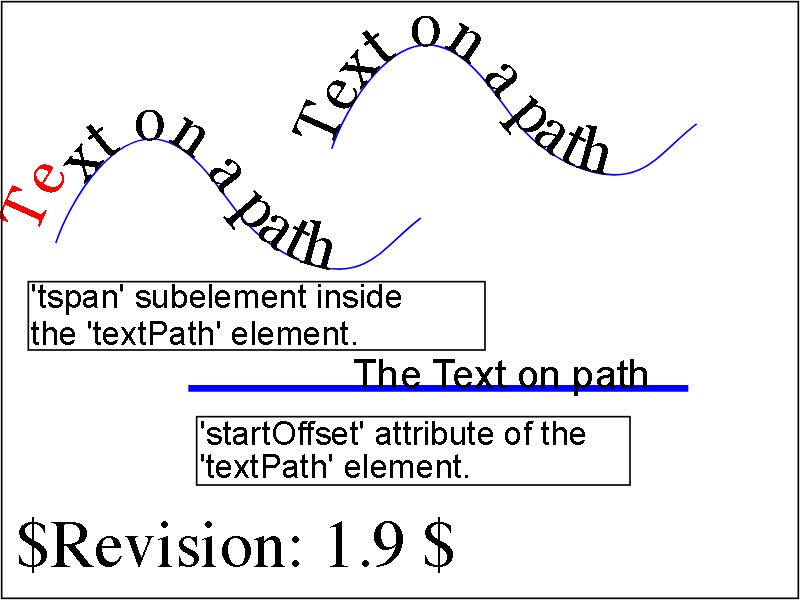 Text on a path
Text on a path
'tspan' subelement inside
the 'textPath' element.
The Text on path
'startOffset' attribute of the
'textPath' element.
$Revision: 1.9 $